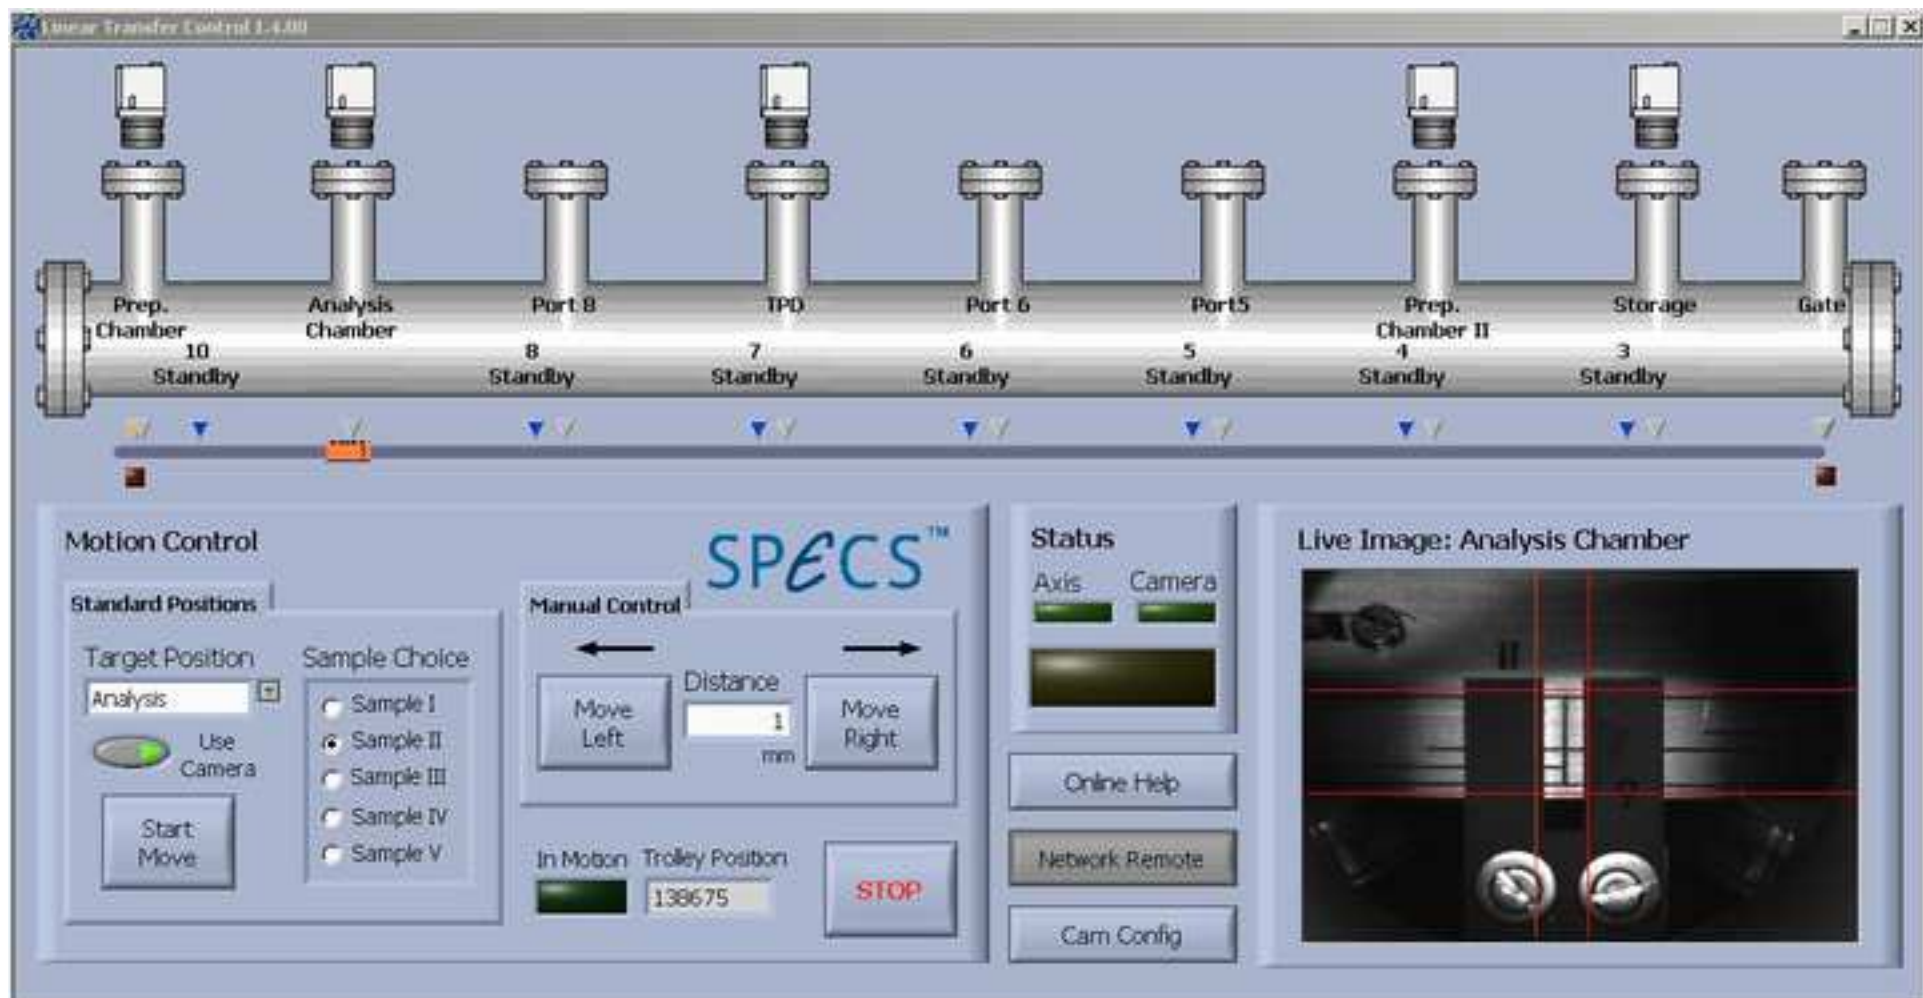 Linear Transfer Control 1.4.00
Prep.
Chamber
Analysis
Chamber
Port 8
TPD
Port 6
Port5
Prep.
Chamber II
Storage
Gate
10
Standby
8
Standby
7
Standby
6
Standby
5
Standby
4
Standby
3
Standby
Motion Control
SPECS™
Standard Positions
Target Position
Analysis
Use
Camera
Start
Move
Sample Choice
Sample I
Sample II
Sample III
Sample IV
Sample V
Manual Control
Move
Left
Distance
1
mm
Move
Right
In Motion
Trolley Position
138675
STOP
Status
Axis
Camera
Online Help
Network Remote
Cam Config
Live Image: Analysis Chamber
II